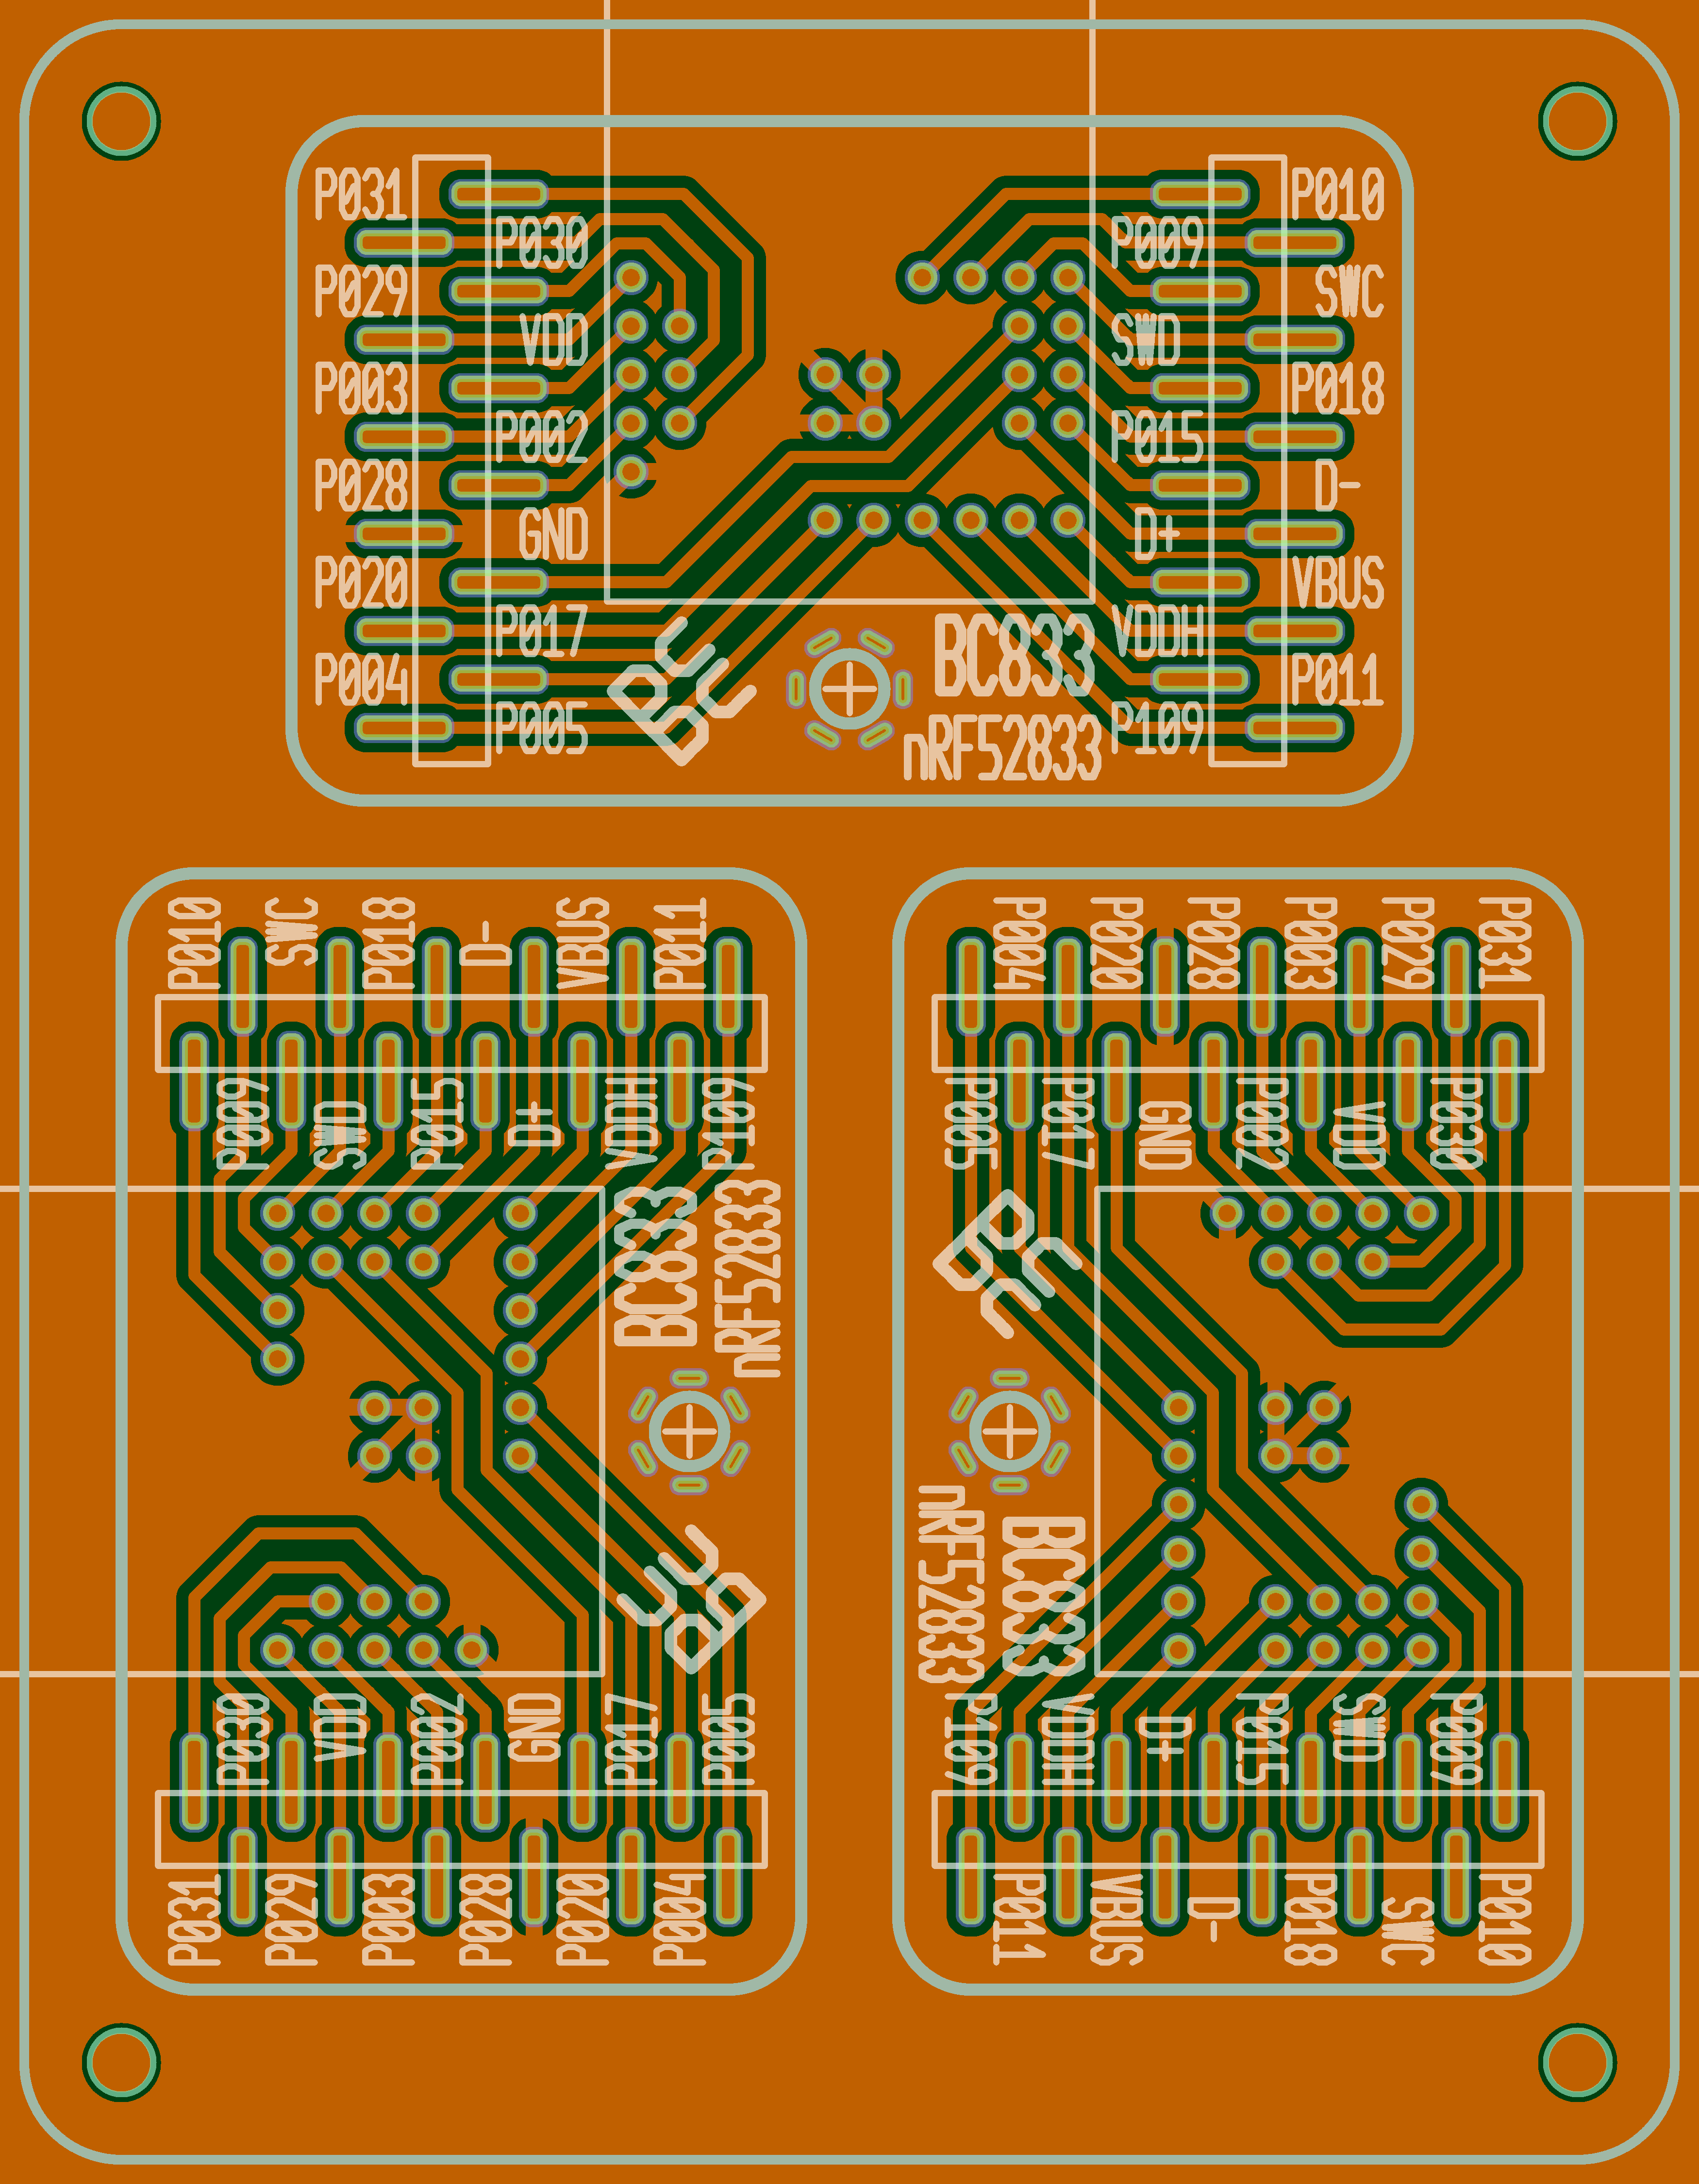 P031 P010
P030 P009
P029 SWC
VDD SWD
P003 P018
P002 P015
P028 D-
GND D+
P020 VBUS
P017 BC833 VDDH
P004 P011
P005 nRF52833 P109
BC
P010 SWC P018 D- VBUS P011
P009 SWD P015 D+ VDDH P109
BC833
nRF52833
BC
P030 VDD P002 GND P017 P005
P031 P029 P003 P028 P020 P004
P004 P020 P028 P003 P029 P031
P005 P017 GND P002 VDD P030
BC
nRF52833
BC833
P109 VDDH D+ P015 SWD P009
P011 VBUS D- P018 SWC P010